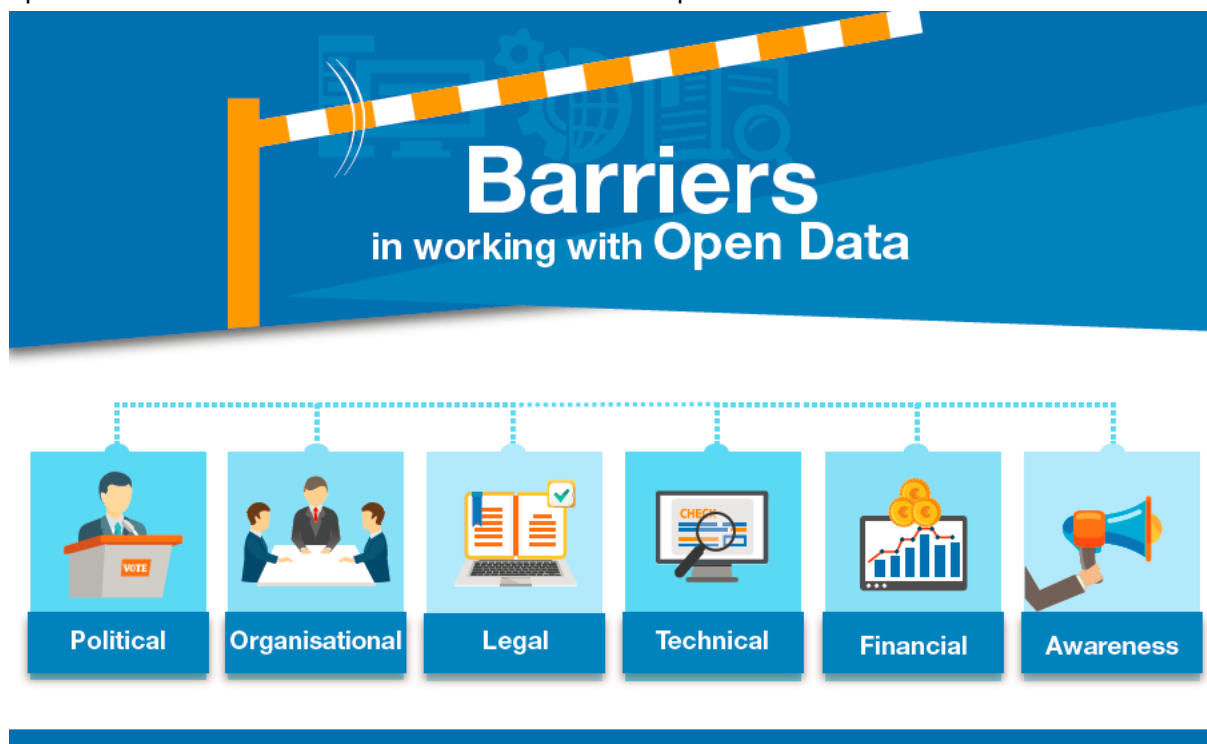 Barriers
in working with Open Data
VOTE
CHECK
Political
Organisational
Legal
Technical
Financial
Awareness